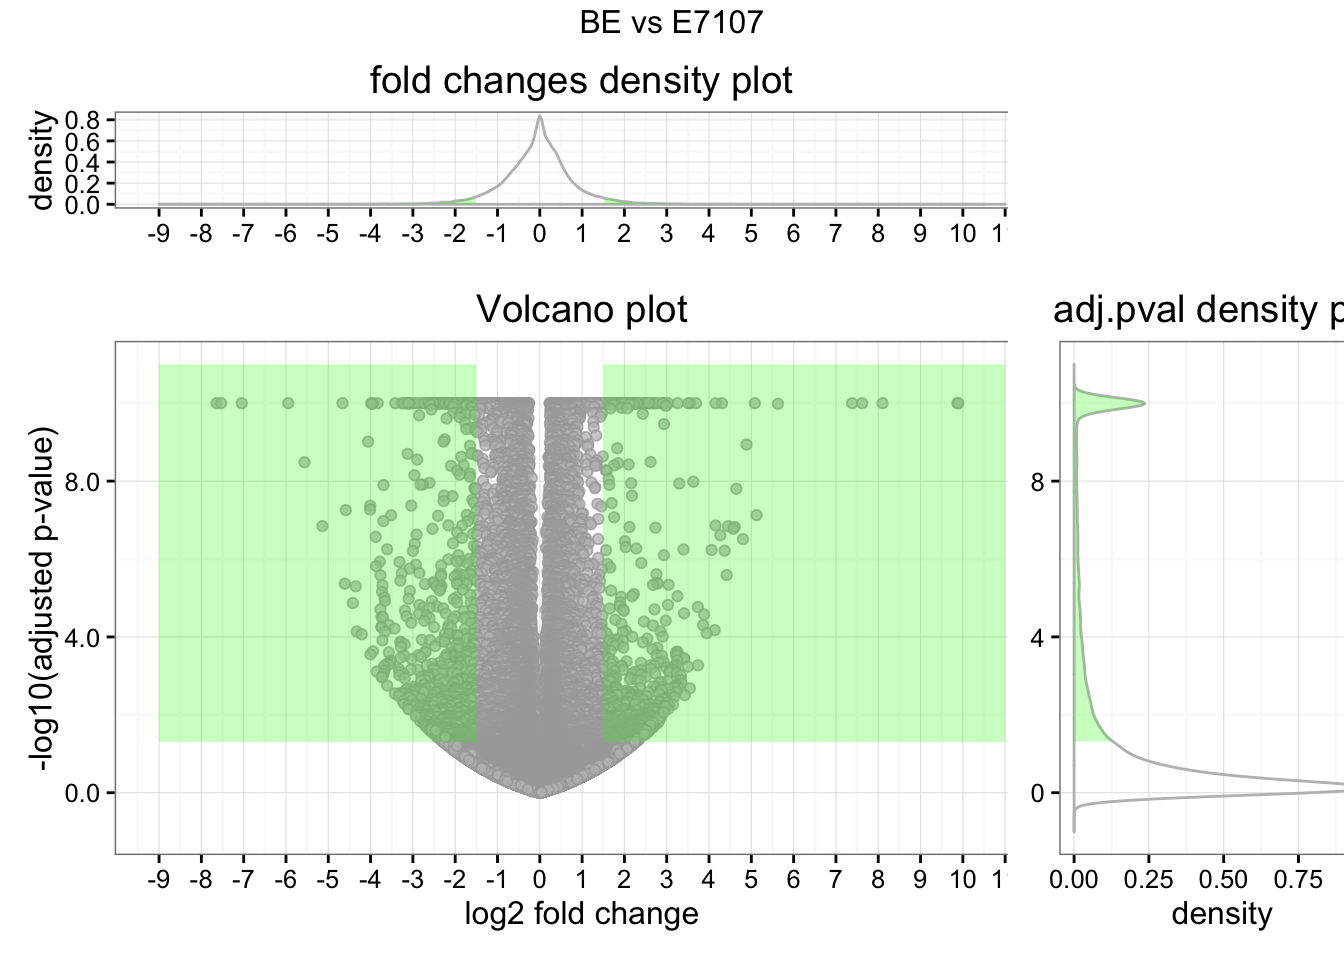 BE vs E7107
fold changes density plot
density
0.8
0.6
0.4
0.2
0.0
-9 -8 -7 -6 -5 -4 -3 -2 -1 0 1 2 3 4 5 6 7 8 9 10 1
Volcano plot
-log10(adjusted p-value)
8.0
4.0
0.0
-9 -8 -7 -6 -5 -4 -3 -2 -1 0 1 2 3 4 5 6 7 8 9 10 1
log2 fold change
adj.pval density p
8
4
0
0.00 0.25 0.50 0.75
density